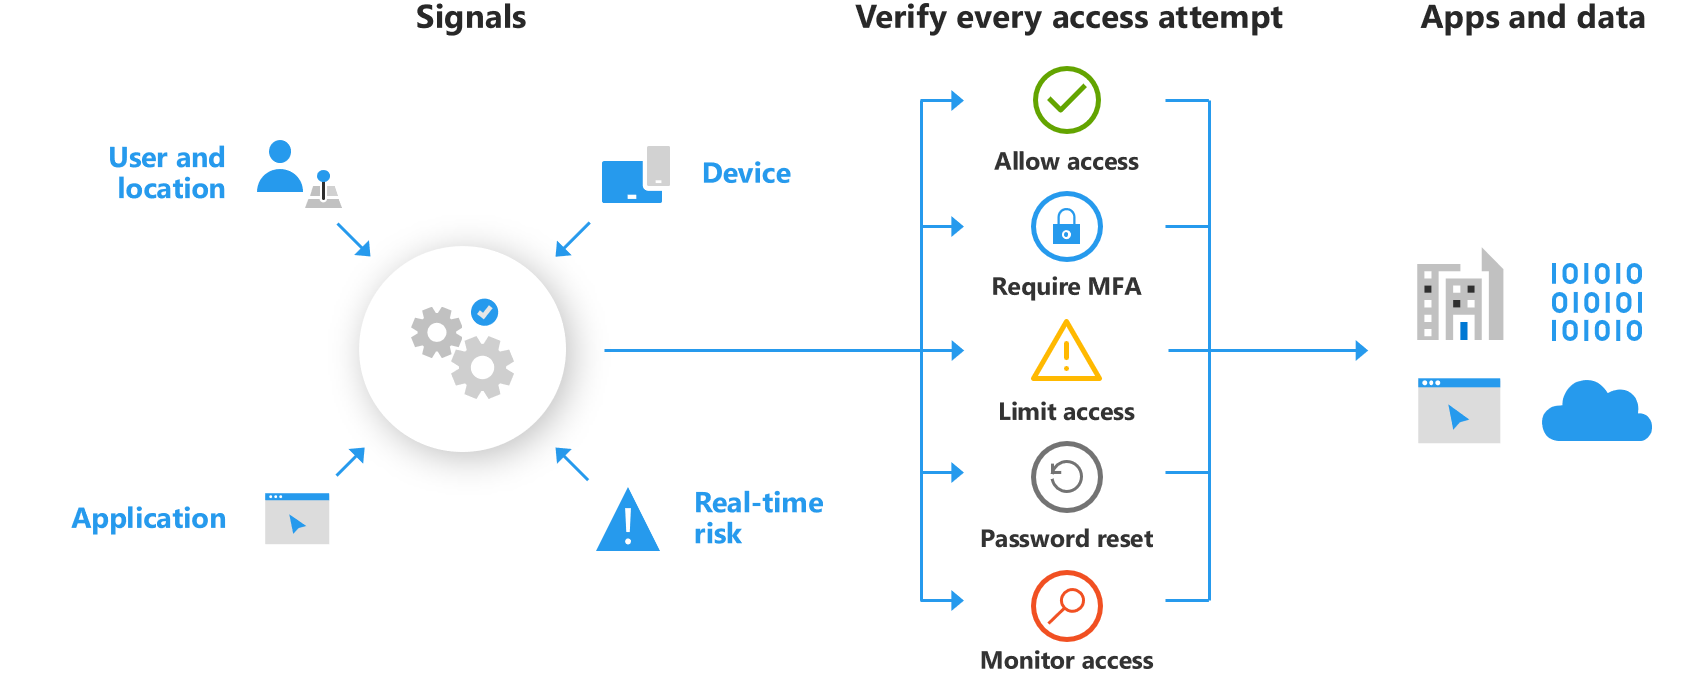 Signals
Verify every access attempt
Apps and data
User and
location
Device
Application
Real-time
risk
Allow access
Require MFA
Limit access
Password reset
Monitor access
101010
010101
101010